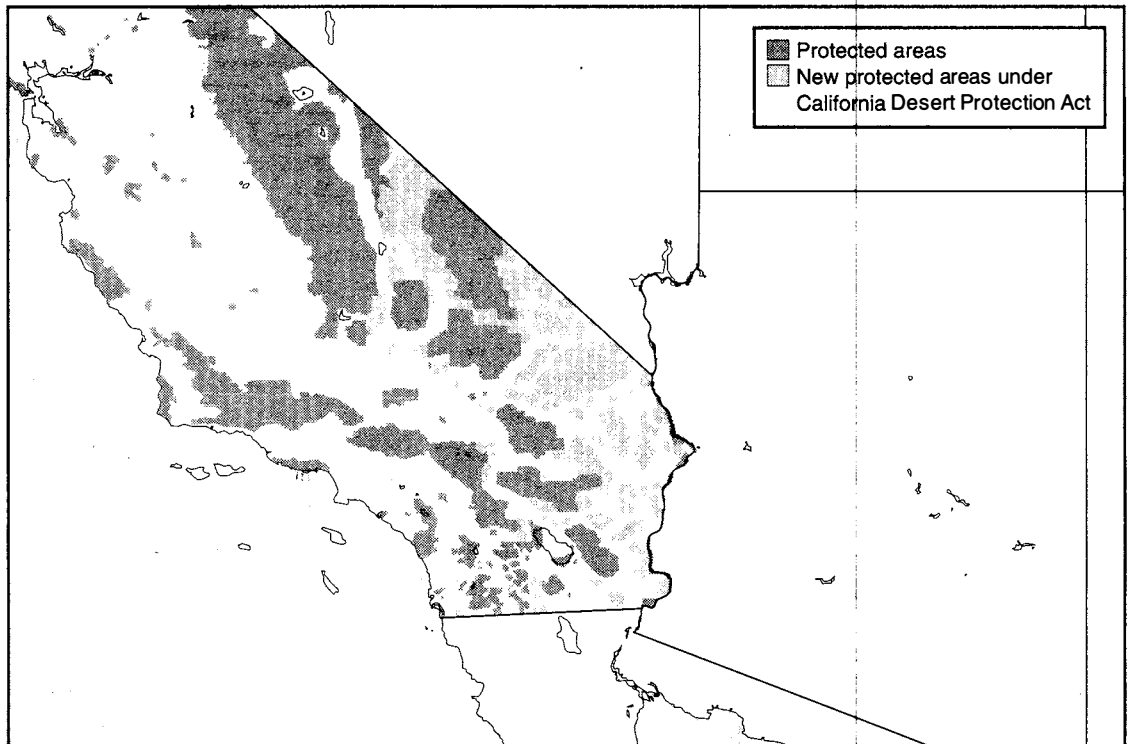 Protected areas
New protected areas under
California Desert Protection Act